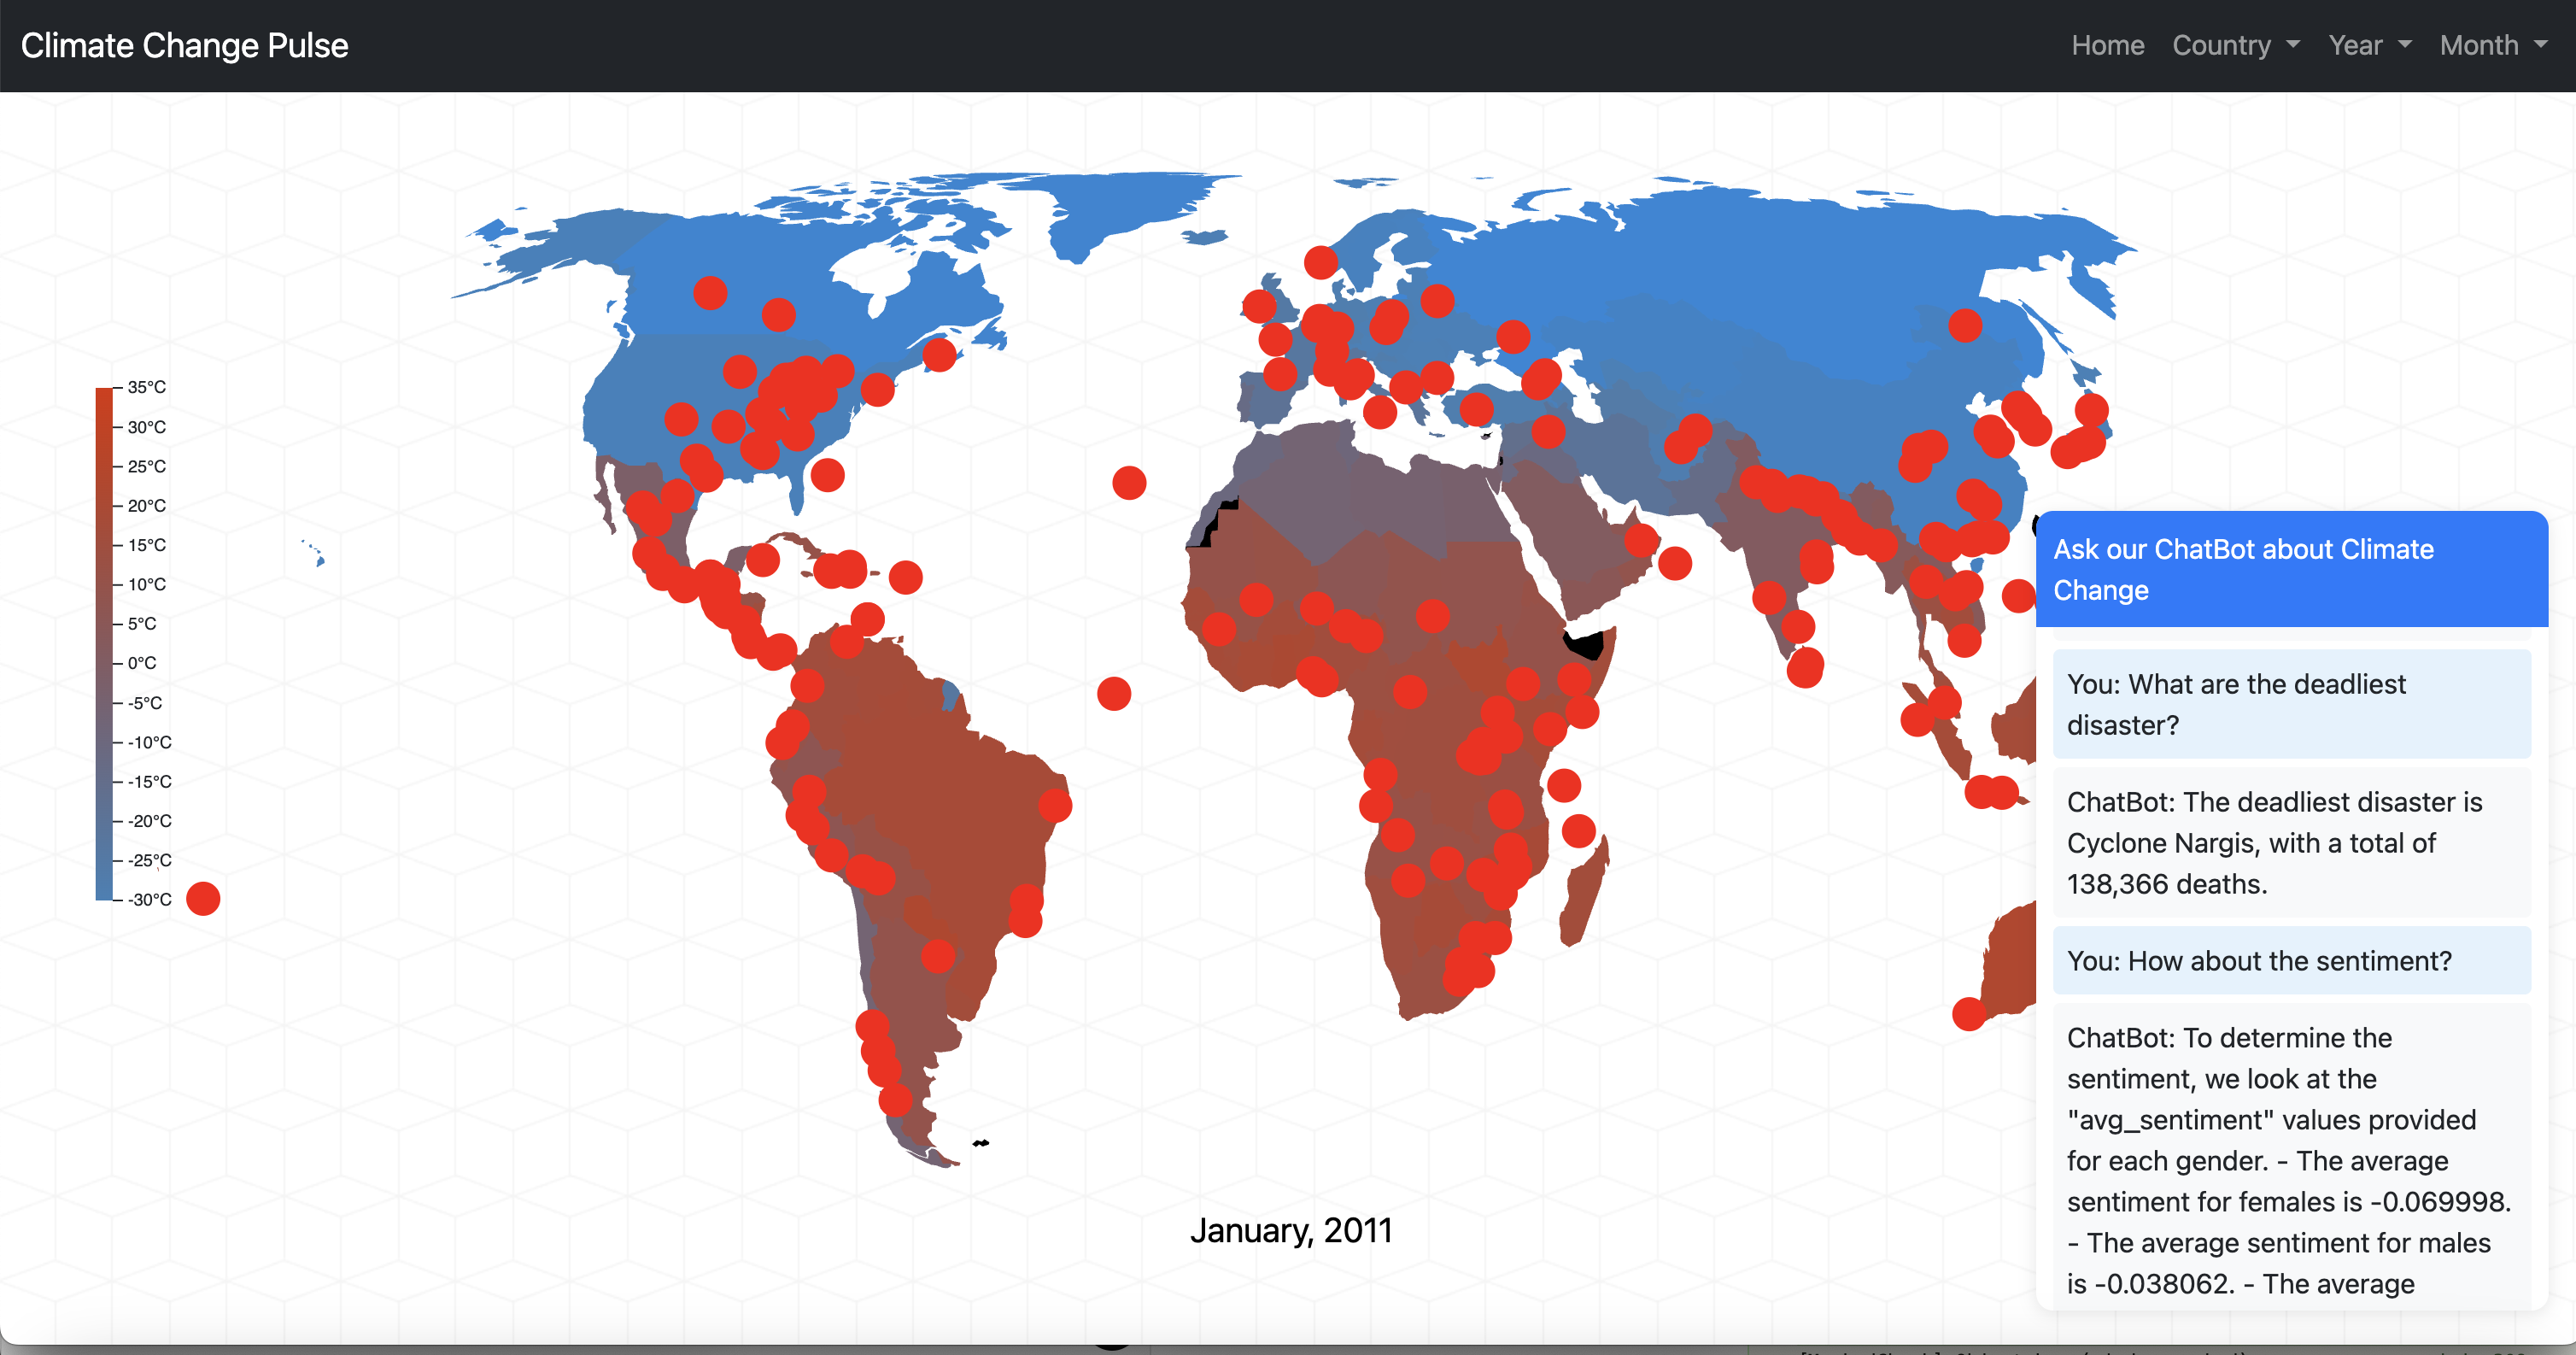 Climate Change Pulse
Home Country Year Month
35°C
30°C
25°C
20°C
15°C
10°C
5°C
0°C
-5°C
-10°C
-15°C
-20°C
-25°C
-30°C
January, 2011
Ask our ChatBot about Climate
Change
You: What are the deadliest
disaster?
ChatBot: The deadliest disaster is
Cyclone Nargis, with a total of
138,366 deaths.
You: How about the sentiment?
ChatBot: To determine the
sentiment, we look at the
"avg_sentiment" values provided
for each gender. - The average
sentiment for females is -0.069998.
- The average sentiment for males
is -0.038062. - The average